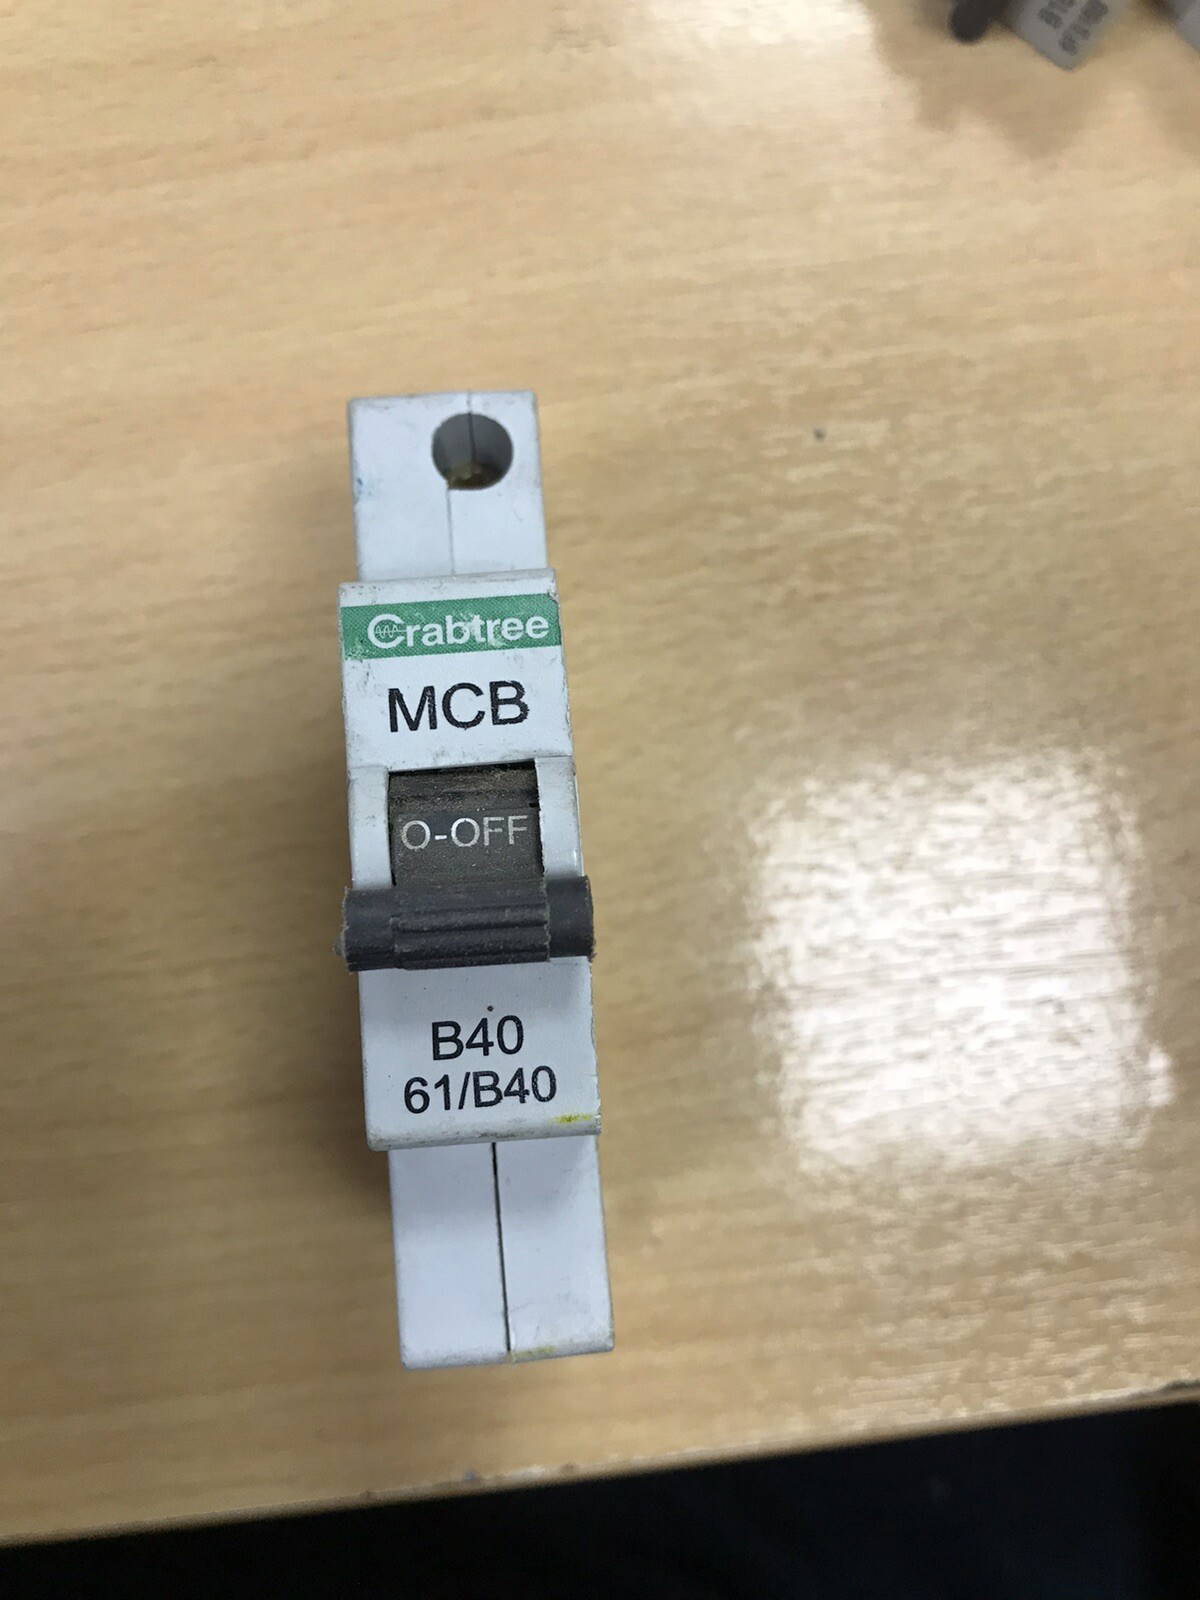 Crabtree
MCB
O-OFF
B40
61/B40